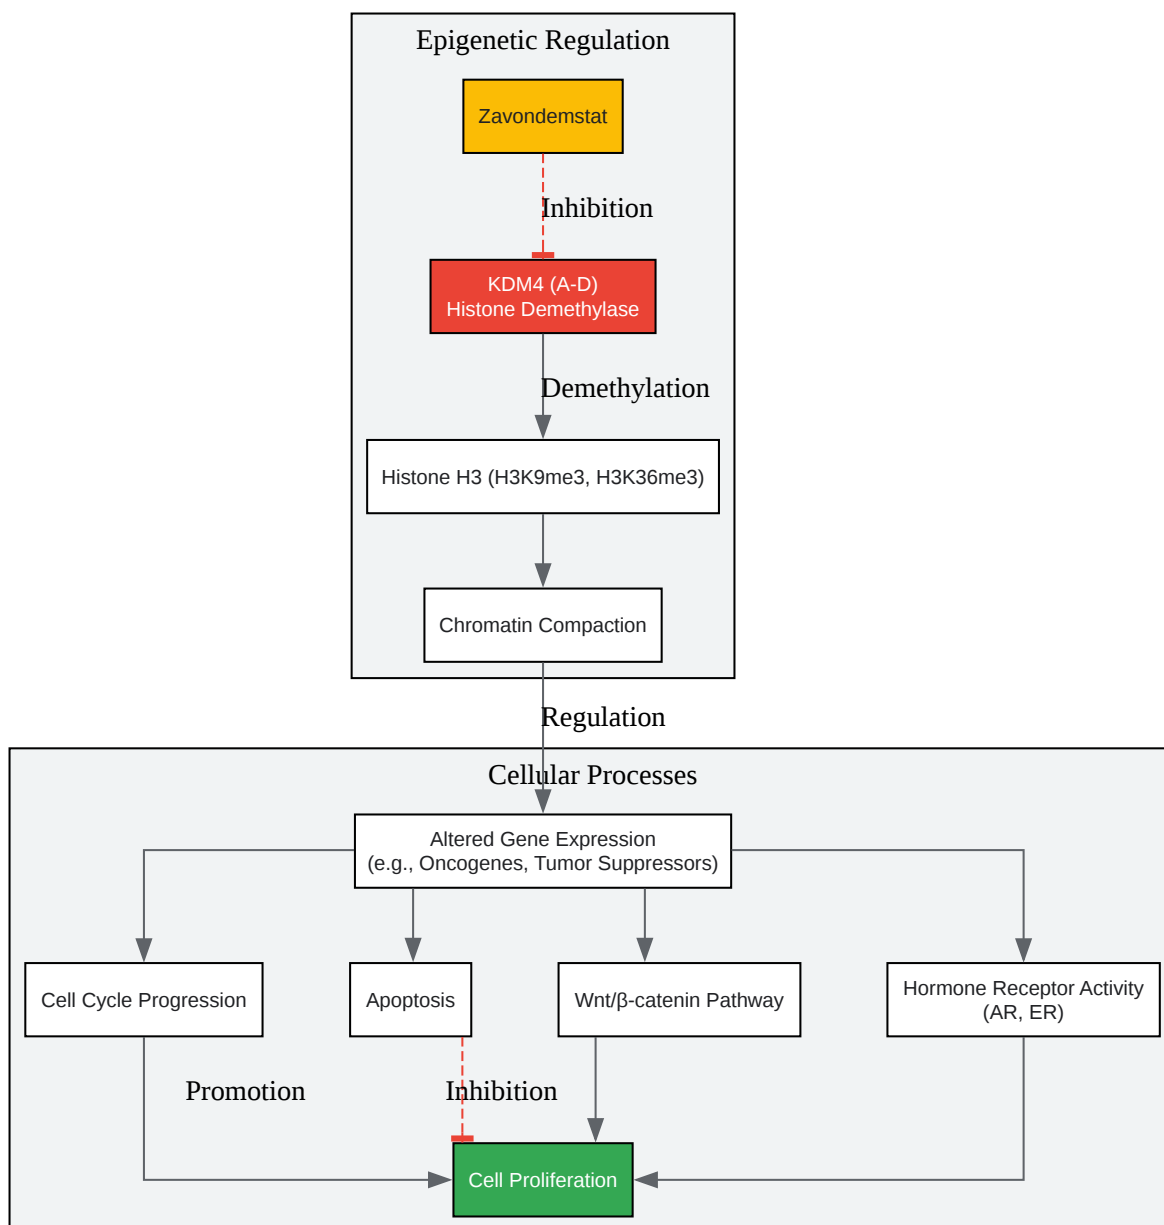 Epigenetic Regulation
Zavondemstat
Inhibition
KDM4 (A-D)
Histone Demethylase
Demethylation
Histone H3 (H3K9me3, H3K36me3)
Chromatin Compaction
Regulation
Cellular Processes
Altered Gene Expression
(e.g., Oncogenes, Tumor Suppressors)
Cell Cycle Progression
Apoptosis
Wnt/β-catenin Pathway
Hormone Receptor Activity
(AR, ER)
Promotion
Inhibition
Cell Proliferation